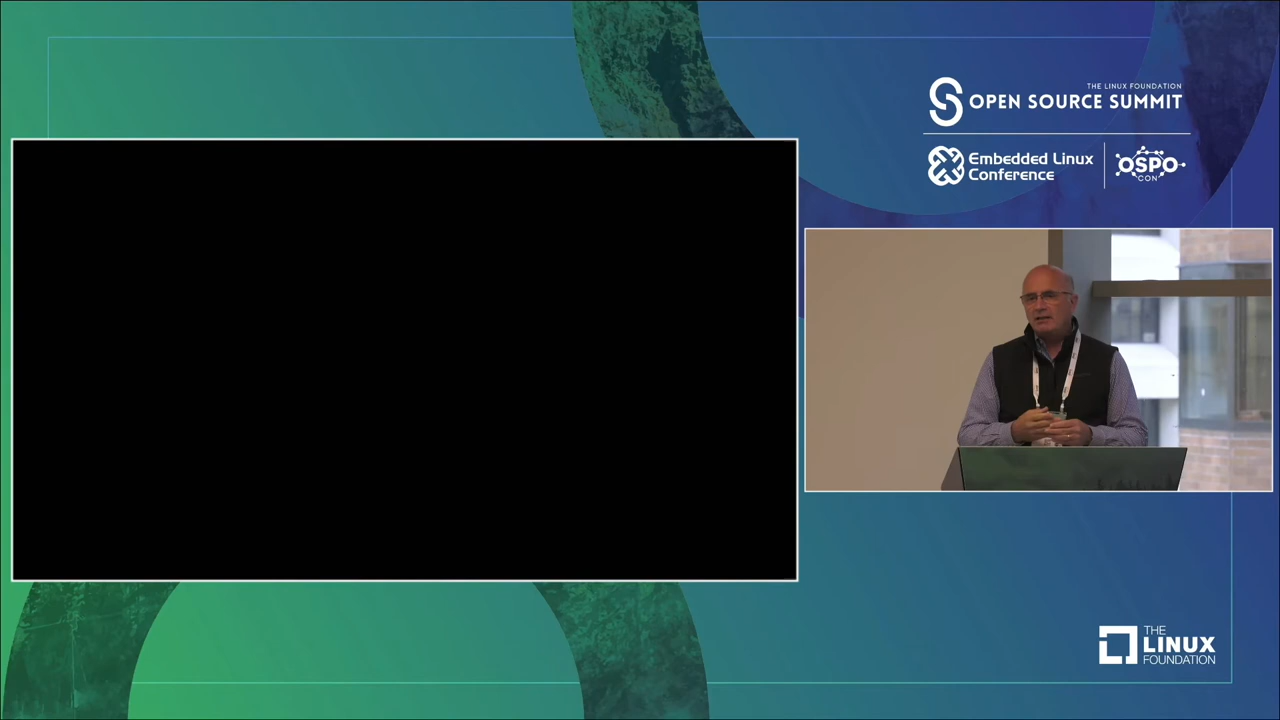 THE LINUX FOUNDATION
OPEN SOURCE SUMMIT
Embedded Linux
Conference
OSPO
CON
THE
LINUX
FOUNDATION